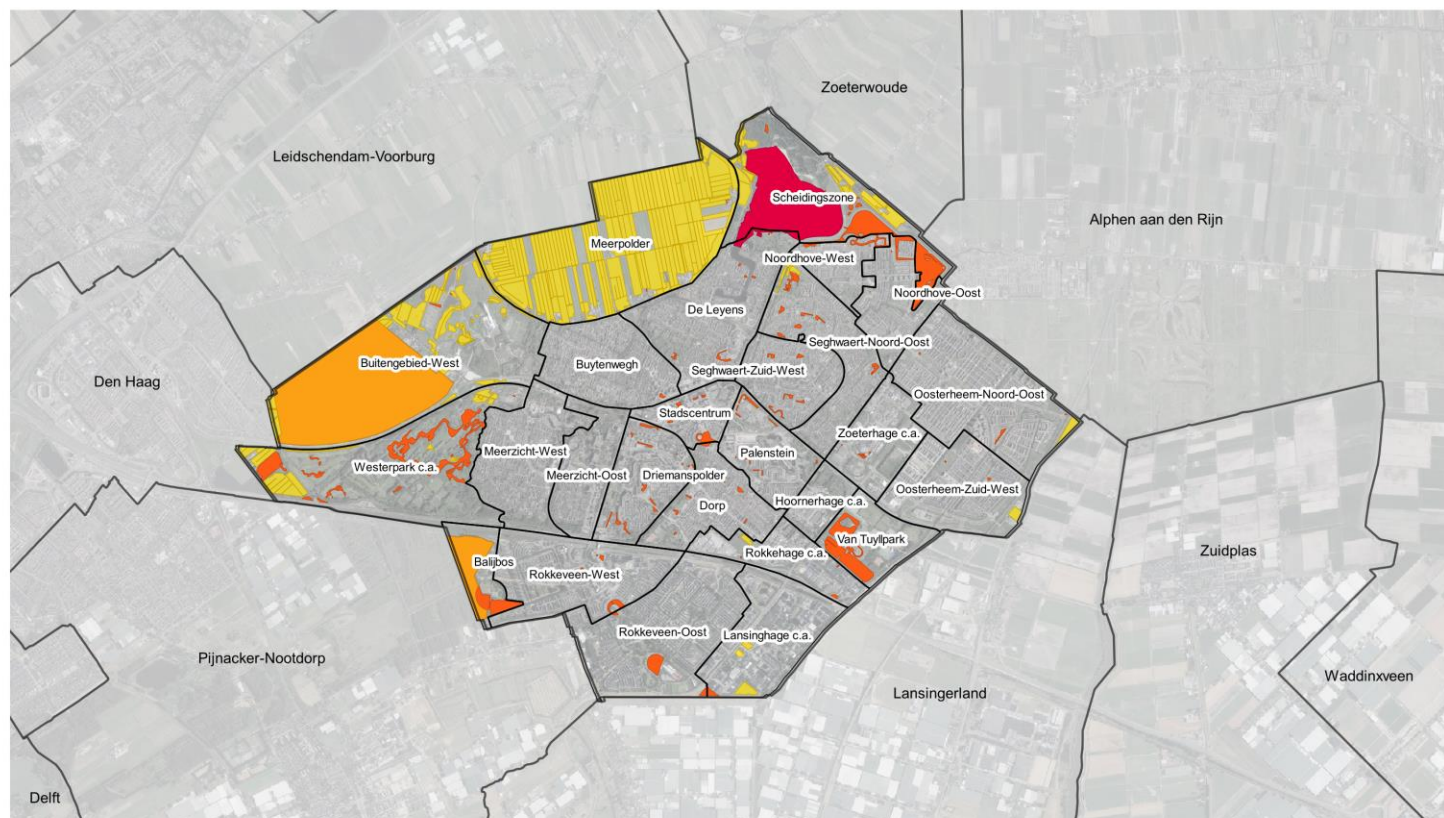 Zoeterwoude
Leidschendam-Voorburg
Scheidingszone
Alphen aan den Rijn
Meerpolder
Noordhove-West
Noordhove-Oost
De Leyens
Seghwaert-Noord-Oost
Buitengebied-West
Buytenwegh
Seghwaert-Zuid-West
Den Haag
Oosterheem-Noord-Oost
Stadscentrum
Zoeterhage c.a.
Meerzicht-West
Palenstein
Westerpark c.a.
Meerzicht-Oost
Driemanspolder
Oosterheem-Zuid-West
Hoornerhage c.a.
Dorp
Van Tuyllpark
Rokkehage c.a.
Zuidplas
Balijbos
Rokkeveen-West
Rokkeveen-Oost
Lansinghage c.a.
Pijnacker-Nootdorp
Waddinxveen
Lansingerland
Delft